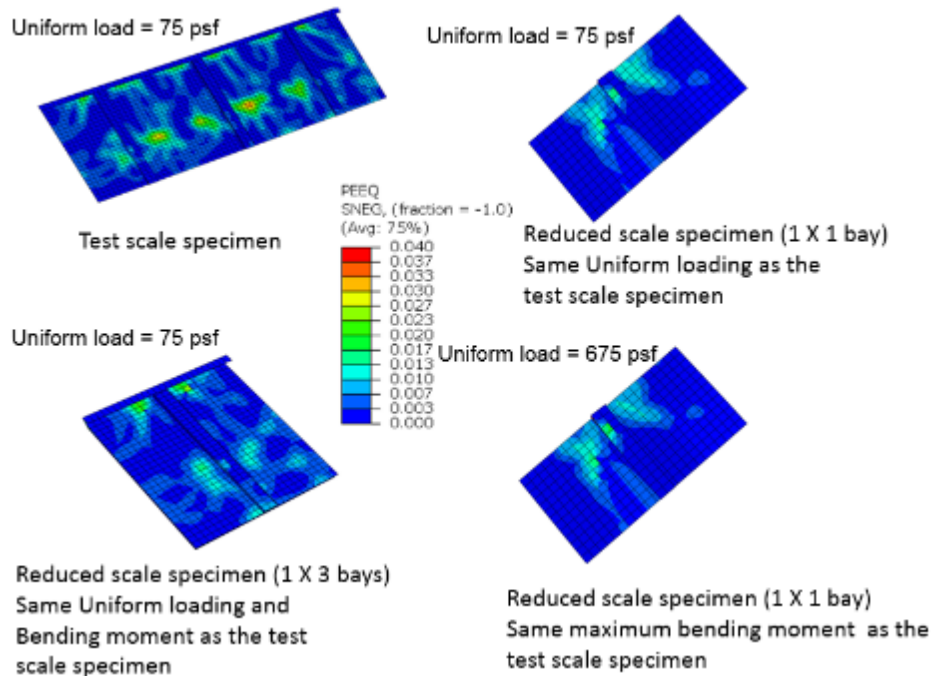 Uniform load = 75 psf
Uniform load = 75 psf
Test scale specimen
PEEQ
SNEG, (fraction = -1.0)
(Avg: 75%)
0.040
0.037
0.033
0.030
0.027
0.023
0.020
0.017
0.013
0.010
0.007
0.003
0.000
Reduced scale specimen (1 X 1 bay)
Same Uniform loading as the
test scale specimen
Uniform load = 75 psf
Uniform load = 675 psf
Reduced scale specimen (1 X 3 bays)
Same Uniform loading and
Bending moment as the test
scale specimen
Reduced scale specimen (1 X 1 bay)
Same maximum bending moment as the
test scale specimen